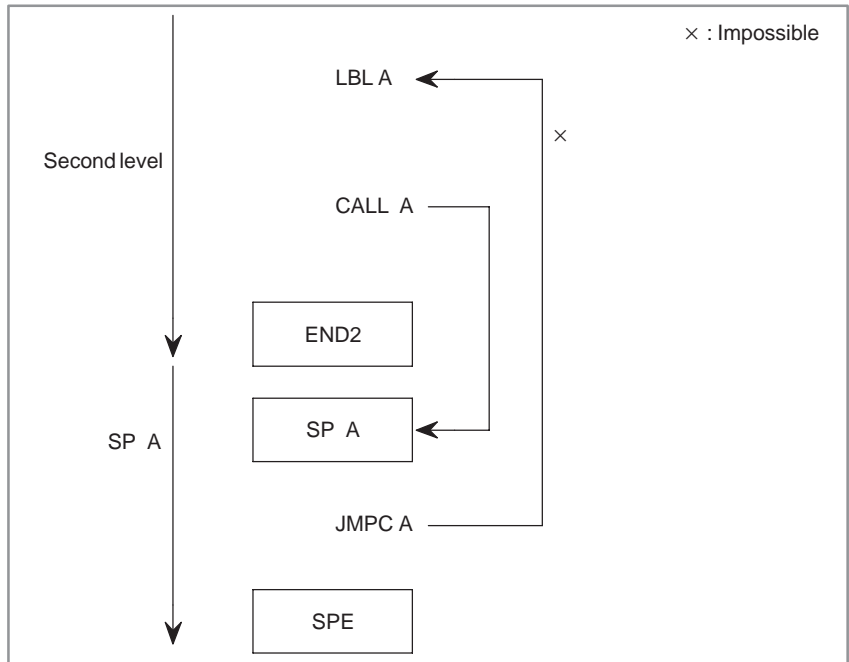 × : Impossible
LBL A
×
Second level
CALL A
END2
SP A
SP A
JMPC A
SPE